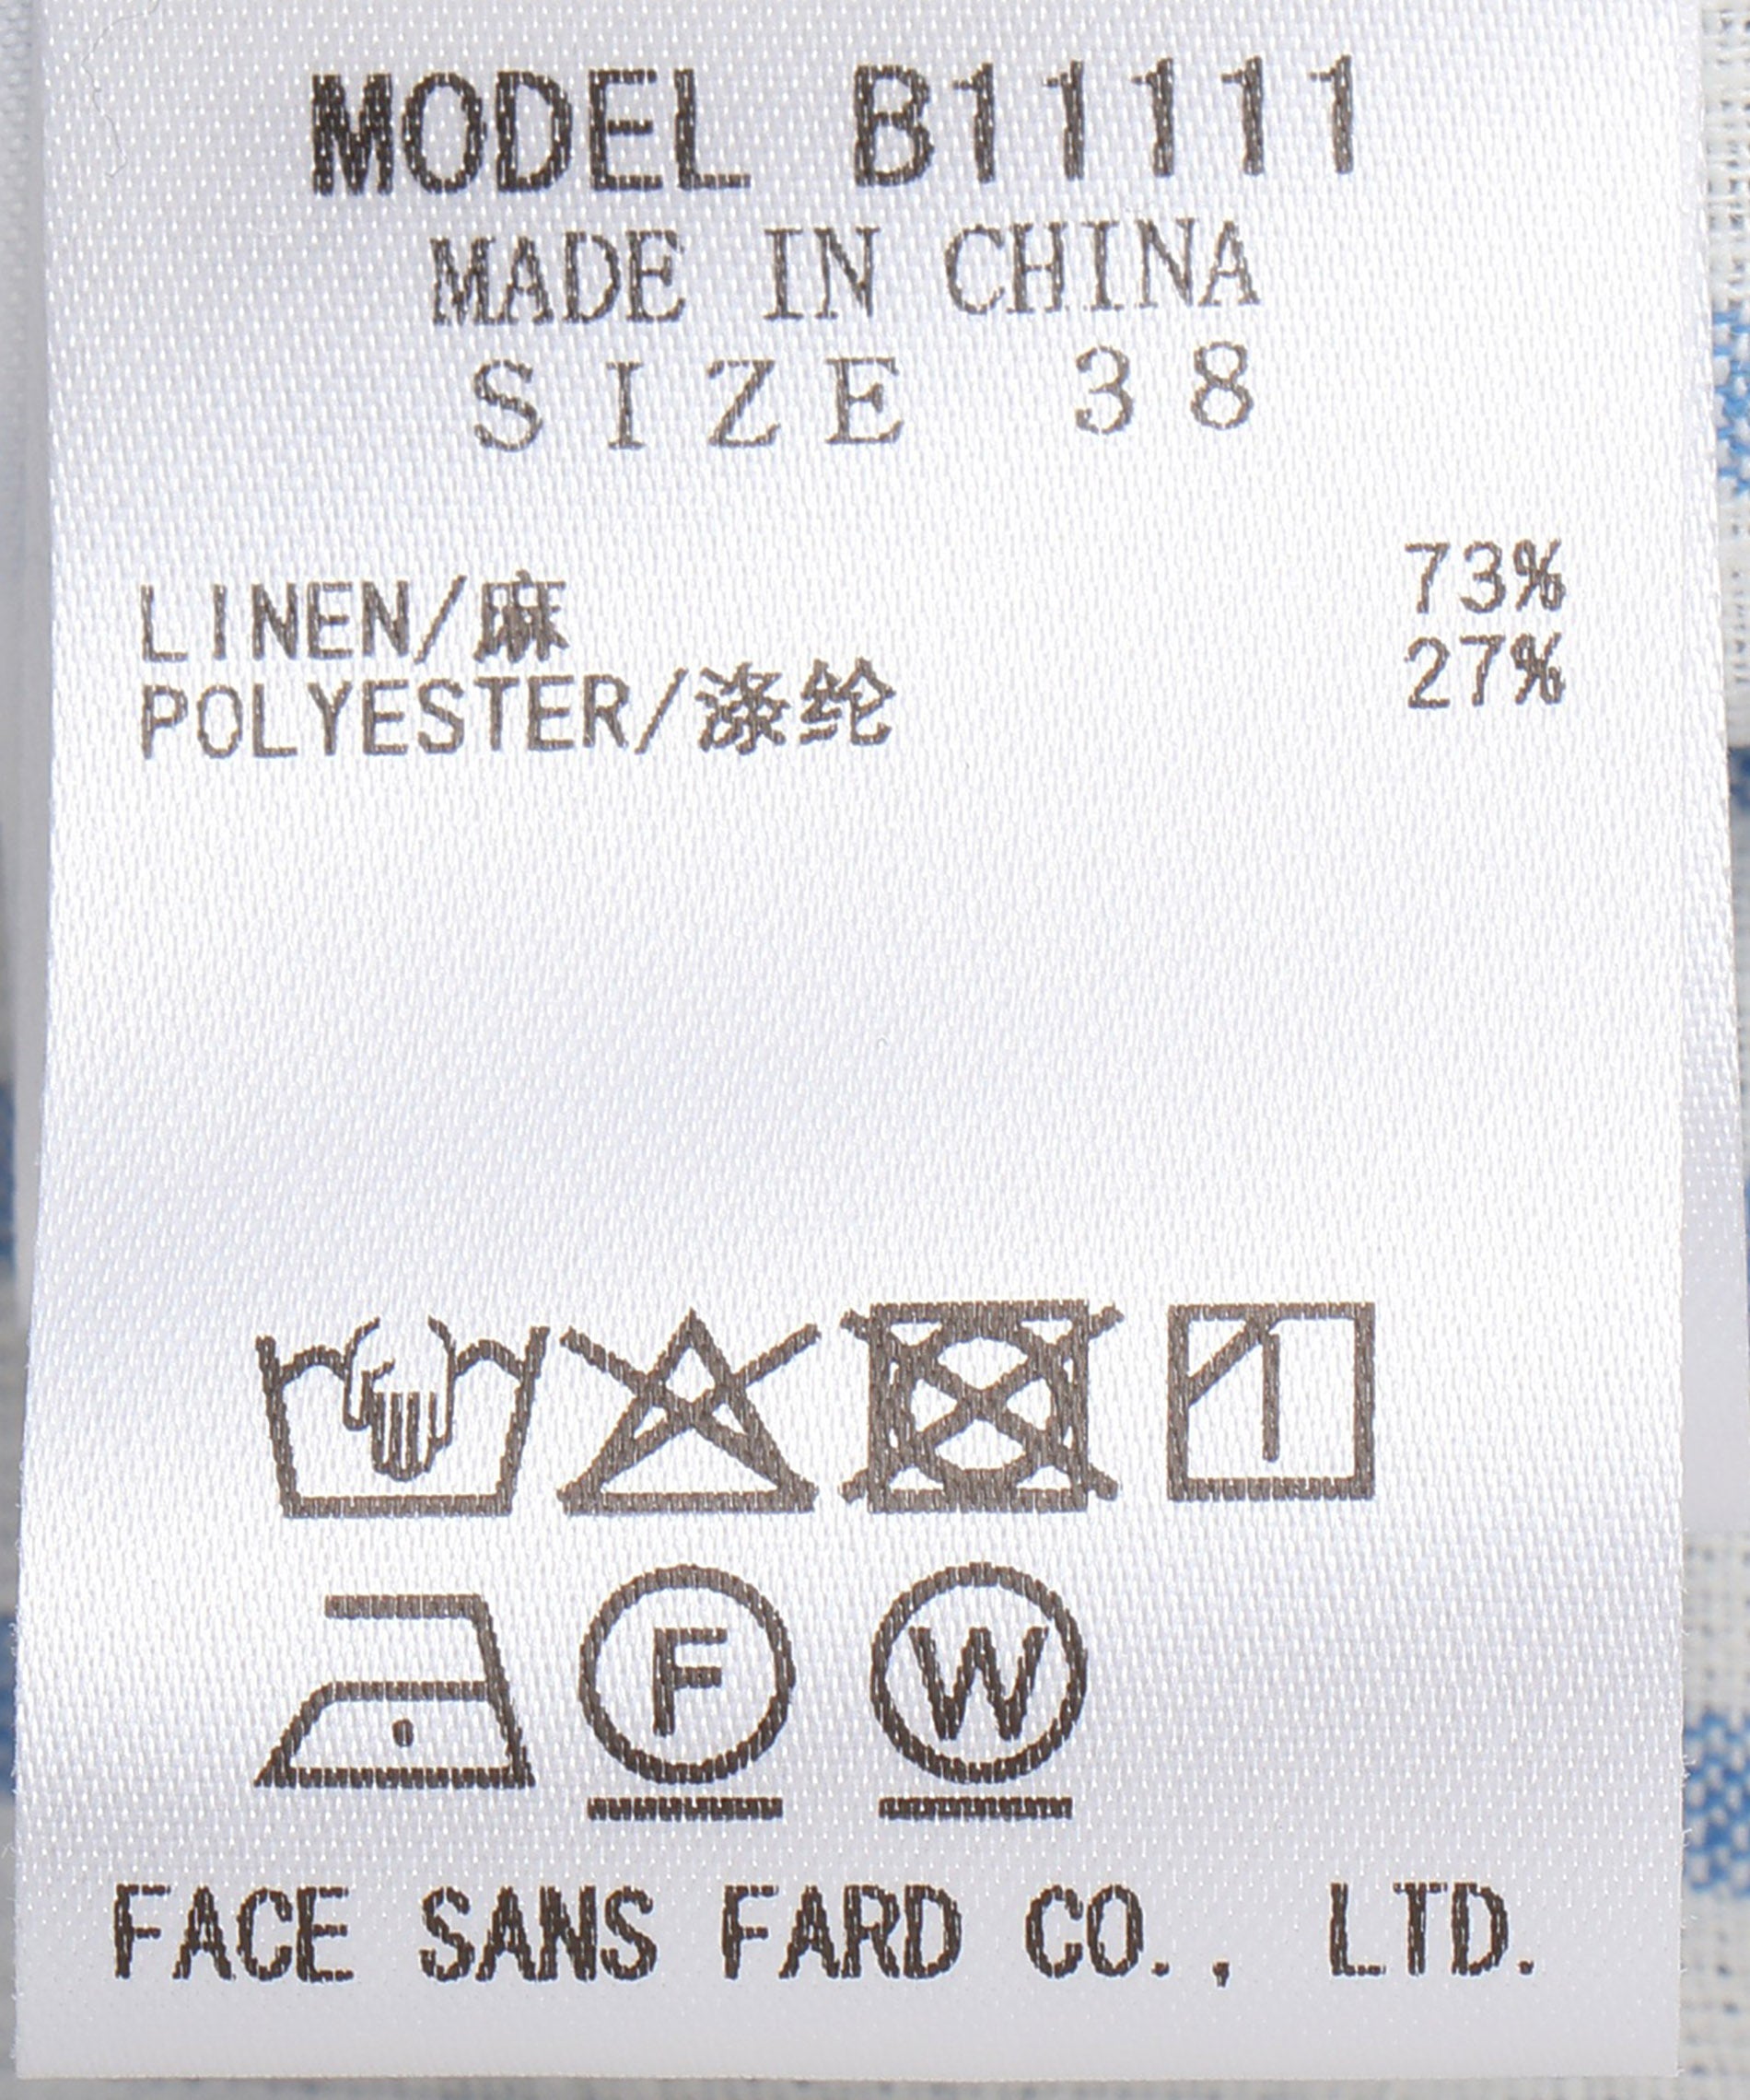 MODEL B11111
MADE IN CHINA
SIZE 38
LINEN/麻 73%
POLYESTER/涤纶 27%
F W
FACE SANS FARD CO., LTD.